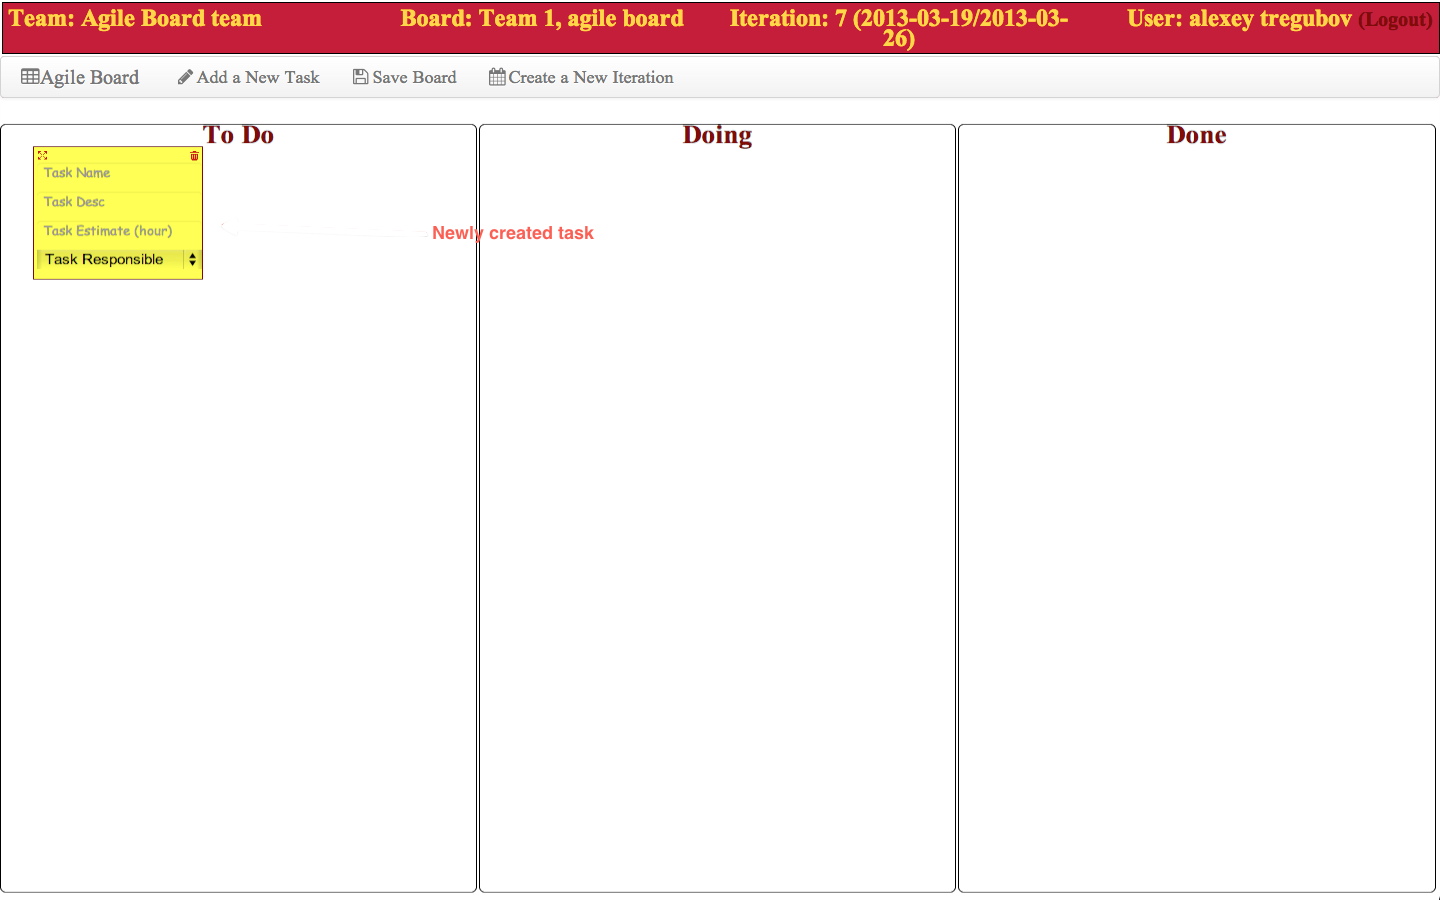 Team: Agile Board team
Board: Team 1, agile board
Iteration: 7 (2013-03-19/2013-03-
26)
User: alexey tregubov (Logout)
Agile Board
Add a New Task
Save Board
Create a New Iteration
To Do
Task Name
Task Desc
Task Estimate (hour)
Task Responsible
Newly created task
Doing
Done